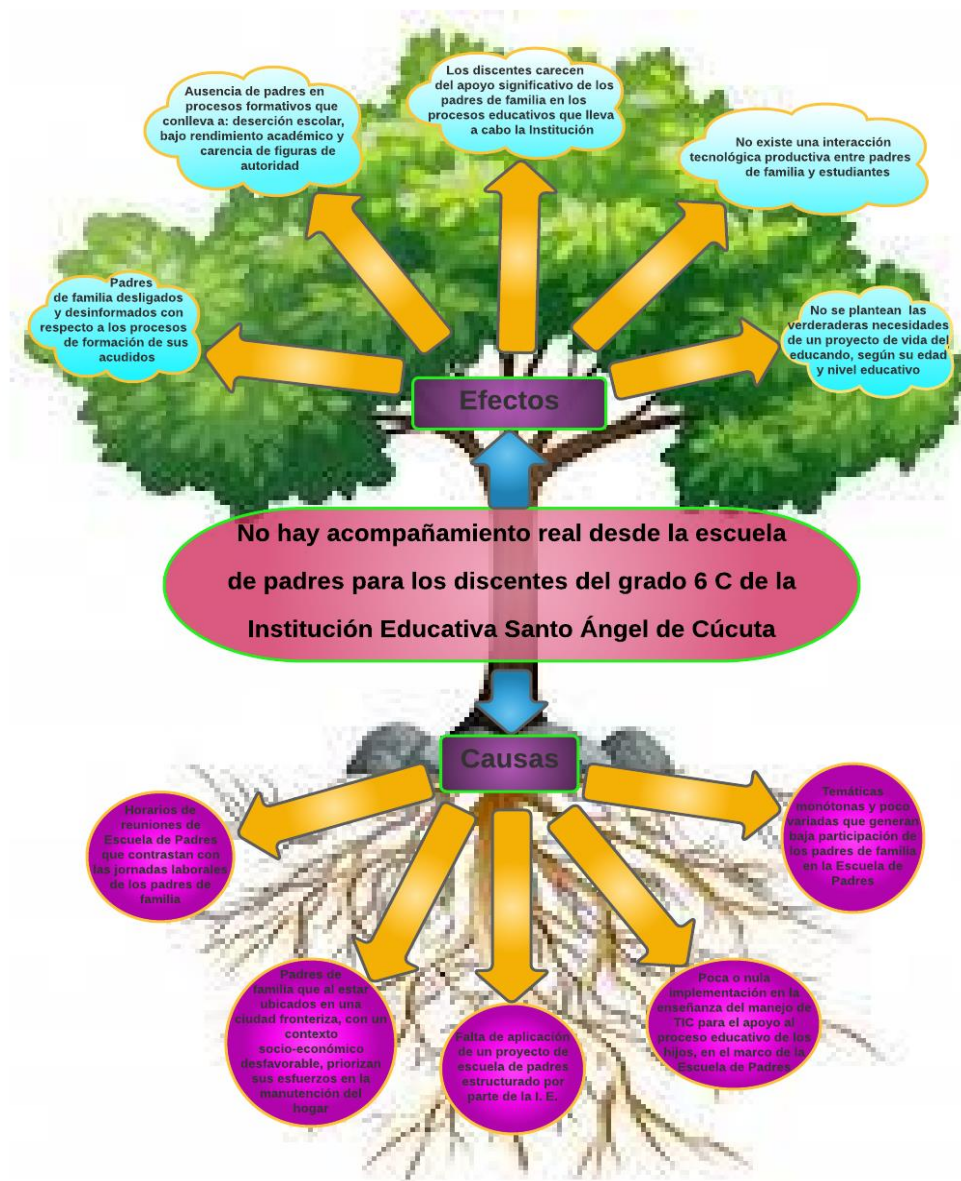 Ausencia de padres en
procesos formativos que
conlleva a: deserción escolar,
bajo rendimiento académico y
carencia de figuras de
autoridad
Los discentes carecen
del apoyo significativo de los
padres de familia en los
procesos educativos que lleva
a cabo la Institución
No existe una interacción
tecnológica productiva entre padres
de familia y estudiantes
Padres
de familia desligados
y desinformados con
respecto a los procesos
de formación de sus
acudidos
No se plantean las
verderaderas necesidades
de un proyecto de vida del
educando, según su edad
y nivel educativo
Efectos
No hay acompañamiento real desde la escuela
de padres para los discentes del grado 6 C de la
Institución Educativa Santo Ángel de Cúcuta
Causas
Horarios de
reuniones de
Escuela de Padres
que contrastan con
las jornadas laborales
de los padres de
familia
Temáticas
monótonas y poco
variadas que generan
baja participación de
los padres de familia
en la Escuela de
Padres
Padres de
familia que al estar
ubicados en una
ciudad fronteriza, con un
contexto
socio-económico
desfavorable, priorizan
sus esfuerzos en la
manutención del
hogar
Falta de aplicación
de un proyecto de
escuela de padres
estructurado por
parte de la I. E.
Poca o nula
implementación en la
enseñanza del manejo de
TIC para el apoyo al
proceso educativo de los
hijos, en el marco de la
Escuela de Padres